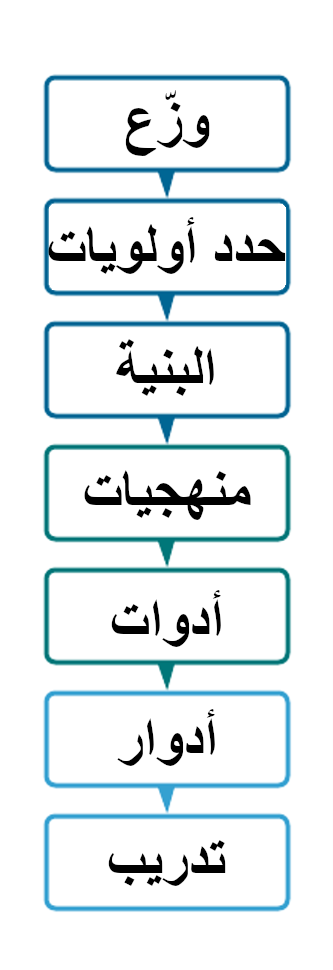 وزّع
حدد أولويات
البنية
منهجيات
أدوات
أدوار
تدريب